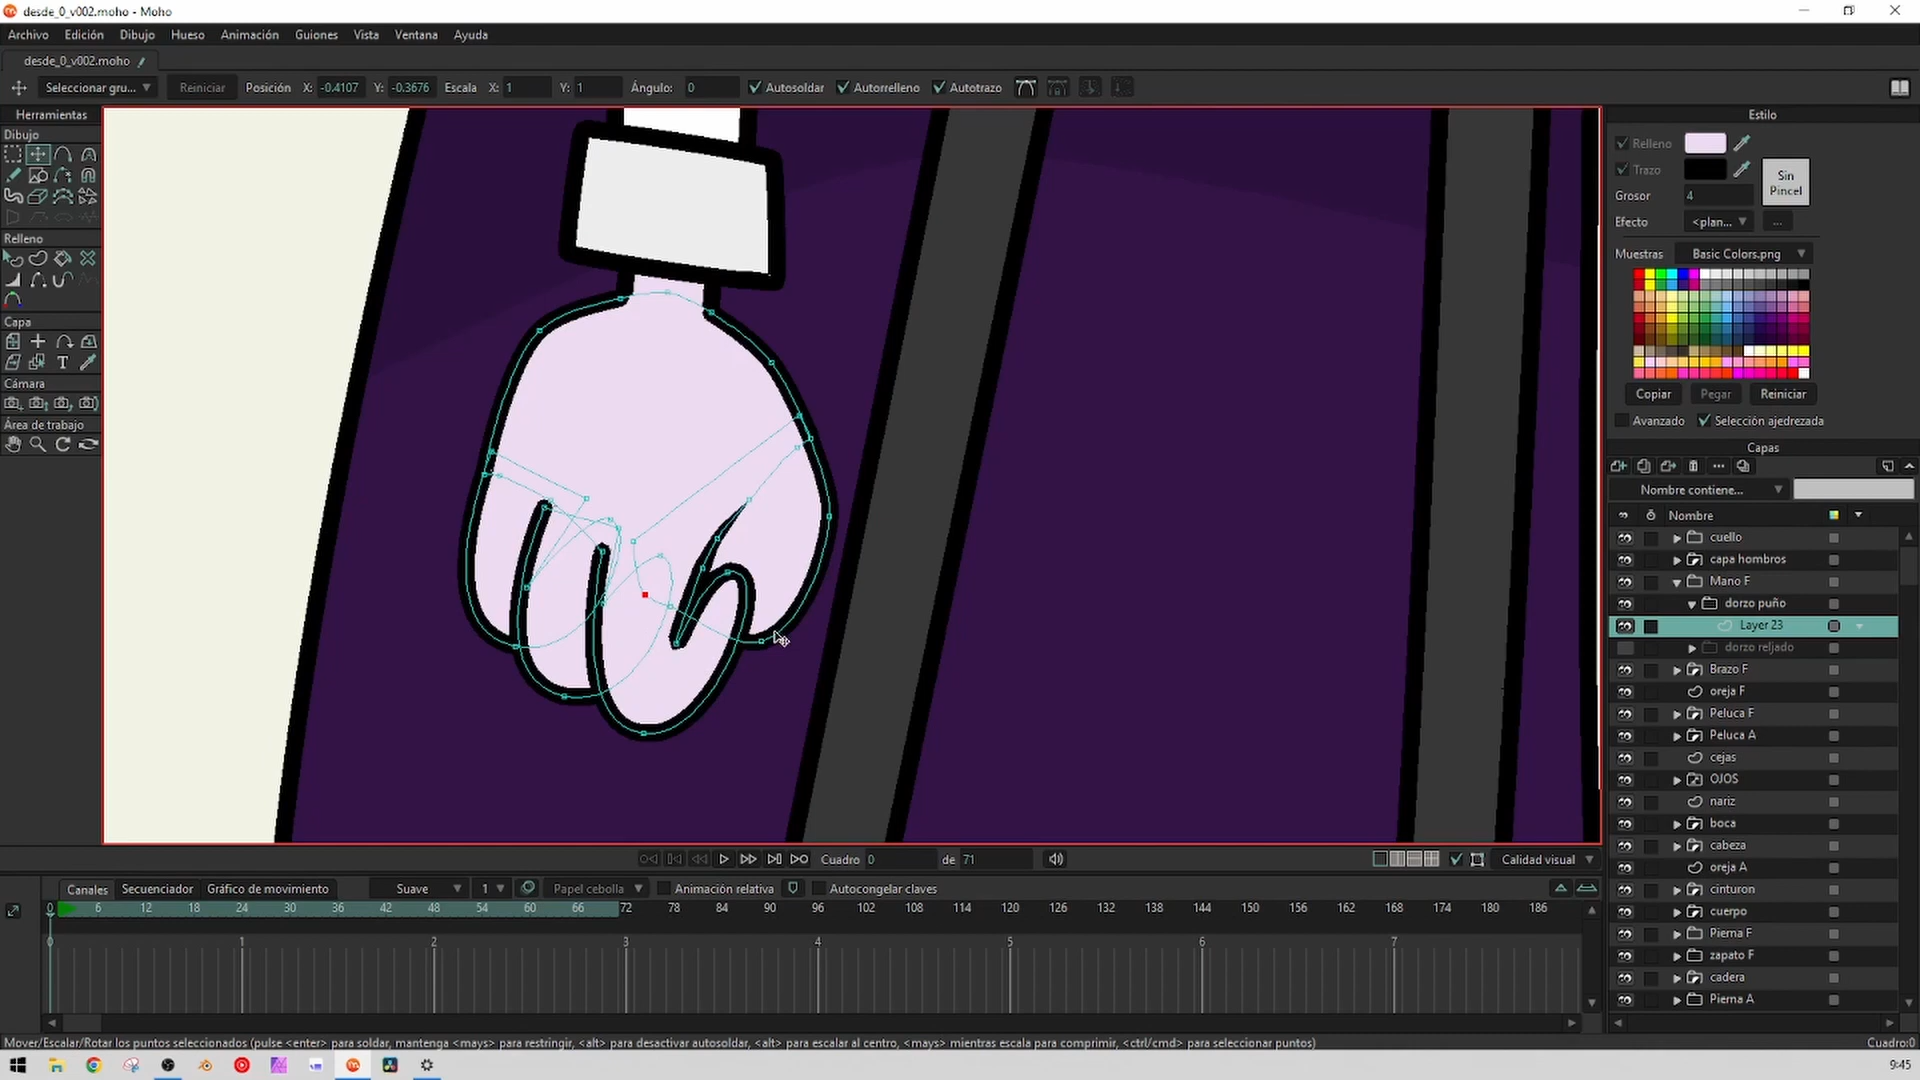 desde_0_v002.moho - Moho
Archivo Edición Dibujo Hueso Animación Guiones Vista Ventana Ayuda
desde_0_v002.moho
Seleccionar gru... Reiniciar Posición X: -0.4107 Y: -0.3676 Escala X: 1 Y: 1 Ángulo: 0 Autosoldar Autorrelleno Autotrazo
Herramientas
Dibujo
Relleno
Capa
Cámara
Área de trabajo
Estilo
Relleno
Trazo
Sin Pincel
Grosor 4
Efecto <plan... ...
Muestras Basic Colors.png
Copiar Pegar Reiniciar
Avanzado Selección ajedrezada
Capas
Nombre contiene...
Nombre
cuello
capa hombros
Mano F
dorzo puño
Layer 23
dorzo reljado
Brazo F
oreja F
Peluca F
Peluca A
cejas
OJOS
nariz
boca
cabeza
oreja A
cinturon
cuerpo
Pierna F
zapato F
cadera
Pierna A
Cuadro 0 de 71 Calidad visual
Canales Secuenciador Gráfico de movimiento Suave 1 Papel cebolla Animación relativa Autocongelar claves
0 6 12 18 24 30 36 42 48 54 60 66 72 78 84 90 96 102 108 114 120 126 132 138 144 150 156 162 168 174 180 186
0 1 2 3 4 5 6 7
Mover/Escalar/Rotar los puntos seleccionados (pulse <enter> para soldar, mantenga <mays> para restringir, <alt> para desactivar autosoldar, <alt> para escalar al centro, <mays> mientras escala para comprimir, <ctrl/cmd> para seleccionar puntos) Cuadro:0
9:45